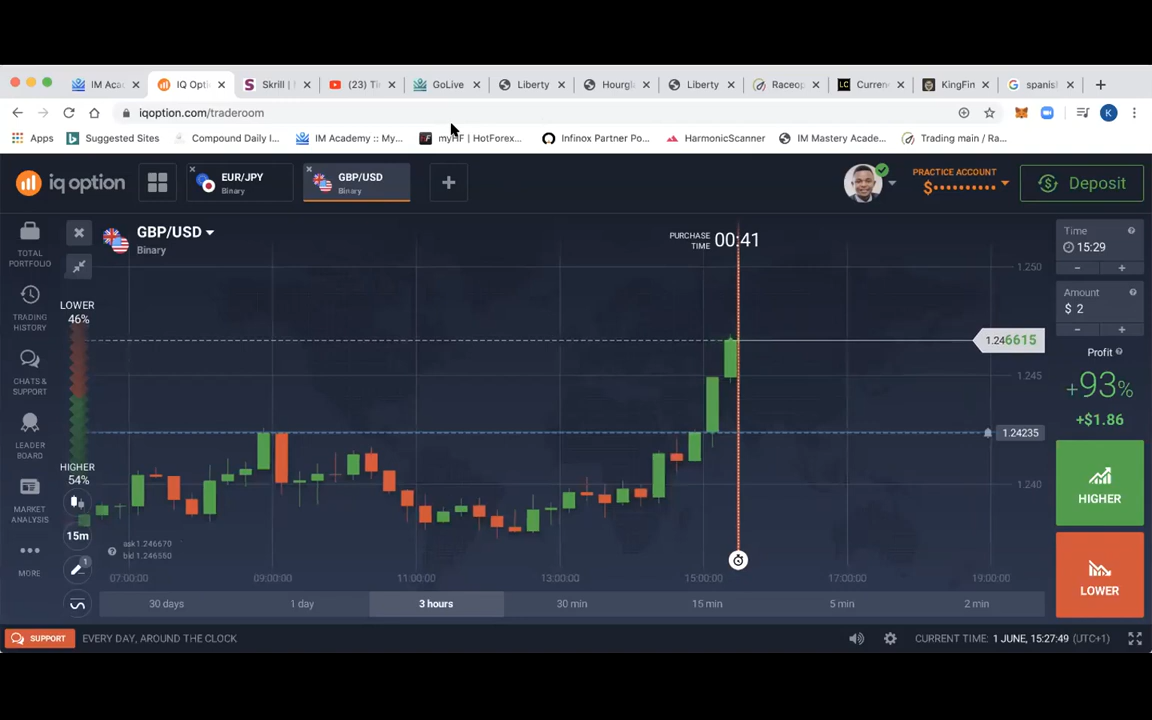 IM Aca
IQ Opti
Skrill |
(23) Ti
GoLive
Liberty
Hourgl
Liberty
Raceop
Curren
KingFin
spanis
iqoption.com/traderoom
K
Apps
Suggested Sites
Compound Daily I...
IM Academy :: My...
myHF | HotForex...
Infinox Partner Po...
HarmonicScanner
IM Mastery Acade...
Trading main / Ra...
iq option
EUR/JPY
Binary
GBP/USD
Binary
PRACTICE ACCOUNT
$••••••••••
Deposit
TOTAL
PORTFOLIO
TRADING
HISTORY
CHATS &
SUPPORT
LEADER
BOARD
MARKET
ANALYSIS
MORE
GBP/USD
Binary
LOWER
46%
HIGHER
54%
15m
1
PURCHASE
TIME 00:41
1.250
1.246615
1.245
1.24235
1.240
ask1.246670
bid 1.246550
07:00:00 09:00:00 11:00:00 13:00:00 15:00:00 17:00:00 19:00:00
30 days 1 day 3 hours 30 min 15 min 5 min 2 min
Time
15:29
Amount
$ 2
Profit
+93%
+$1.86
HIGHER
LOWER
SUPPORT EVERY DAY, AROUND THE CLOCK
CURRENT TIME: 1 JUNE, 15:27:49 (UTC+1)